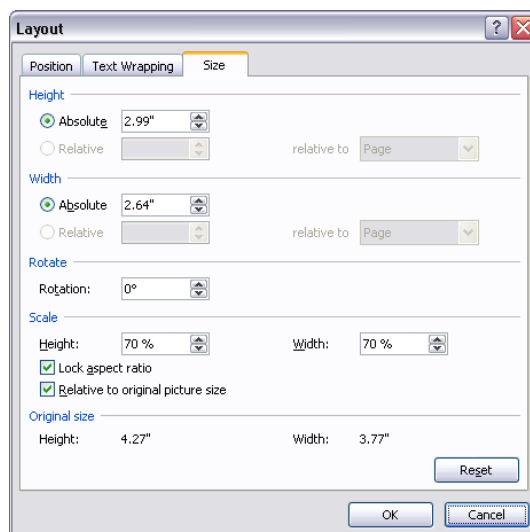 Layout
Position Text Wrapping Size
Height
Absolute 2.99"
Relative relative to Page
Width
Absolute 2.64"
Relative relative to Page
Rotate
Rotation: 0°
Scale
Height: 70 % Width: 70 %
Lock aspect ratio
Relative to original picture size
Original size
Height: 4.27" Width: 3.77"
Reset
OK Cancel